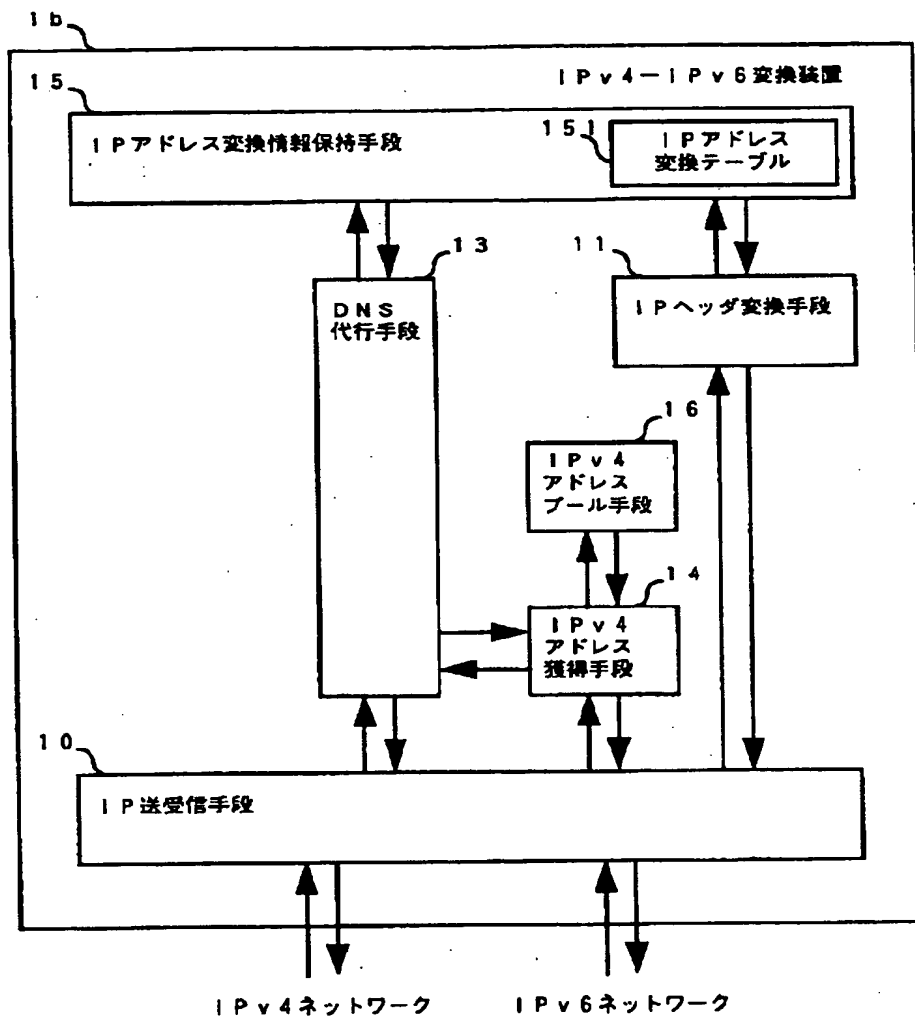 1b
IPv4-IPv6変換装置
15
IPアドレス変換情報保持手段
151
IPアドレス
変換テーブル
13
11
DNS
代行手段
IPヘッダ変換手段
16
IPv4
アドレス
プール手段
14
IPv4
アドレス
獲得手段
10
IP送受信手段
IPv4ネットワーク
IPv6ネットワーク